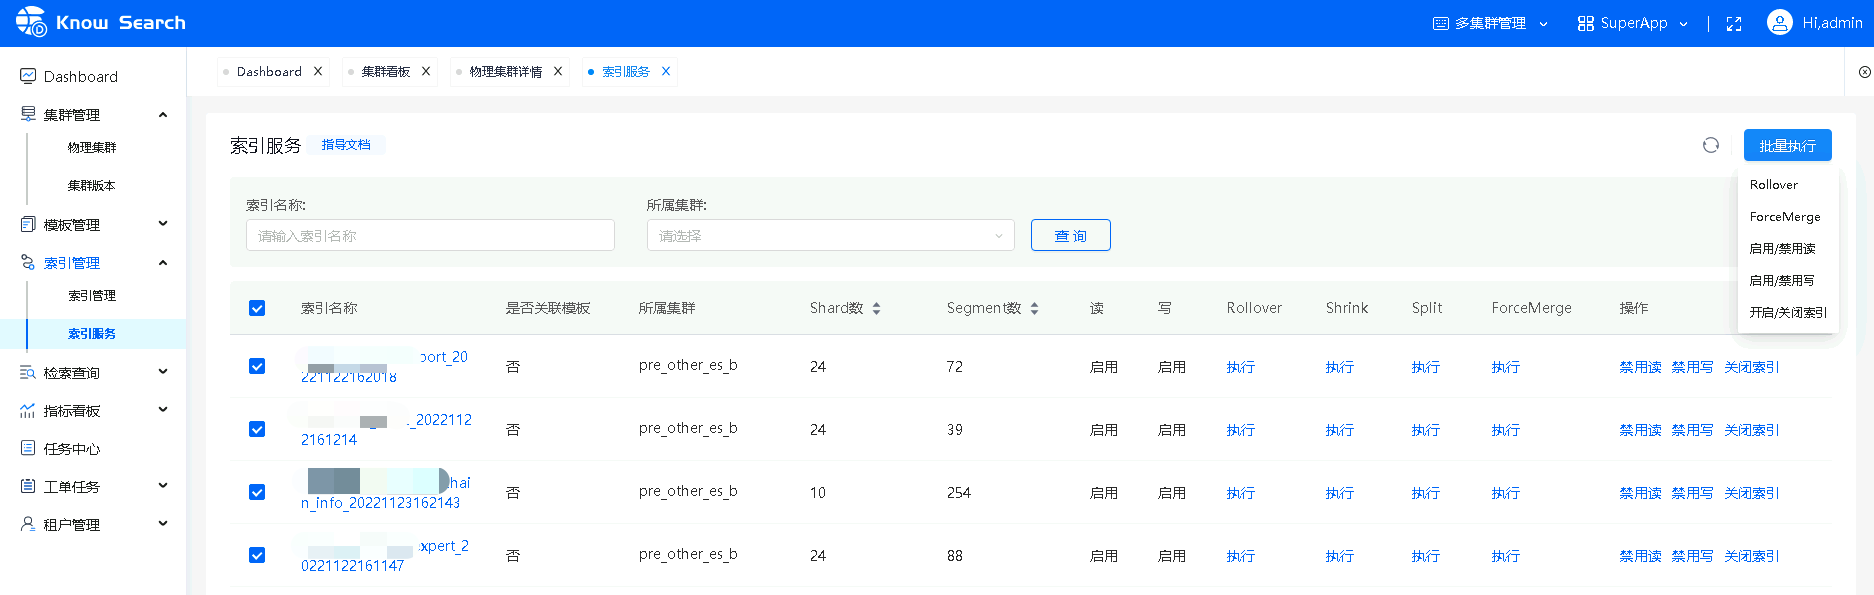 Know Search
多集群管理
SuperApp
Hi,admin
Dashboard
集群管理
物理集群
集群版本
模板管理
索引管理
索引管理
索引服务
检索查询
指标看板
任务中心
工单任务
租户管理
Dashboard
集群看板
物理集群详情
索引服务
索引服务
指导文档
批量执行
Rollover
ForceMerge
启用/禁用读
启用/禁用写
开启/关闭索引
索引名称:
请输入索引名称
所属集群:
请选择
查 询
索引名称 是否关联模板 所属集群 Shard数 Segment数 读 写 Rollover Shrink Split ForceMerge 操作
port_20
221122162018
否 pre_other_es_b 24 72 启用 启用 执行 执行 执行 执行 禁用读 禁用写 关闭索引
_2022112
2161214
否 pre_other_es_b 24 39 启用 启用 执行 执行 执行 执行 禁用读 禁用写 关闭索引
hai
n_info_20221123162143
否 pre_other_es_b 10 254 启用 启用 执行 执行 执行 执行 禁用读 禁用写 关闭索引
xpert_2
0221122161147
否 pre_other_es_b 24 88 启用 启用 执行 执行 执行 执行 禁用读 禁用写 关闭索引